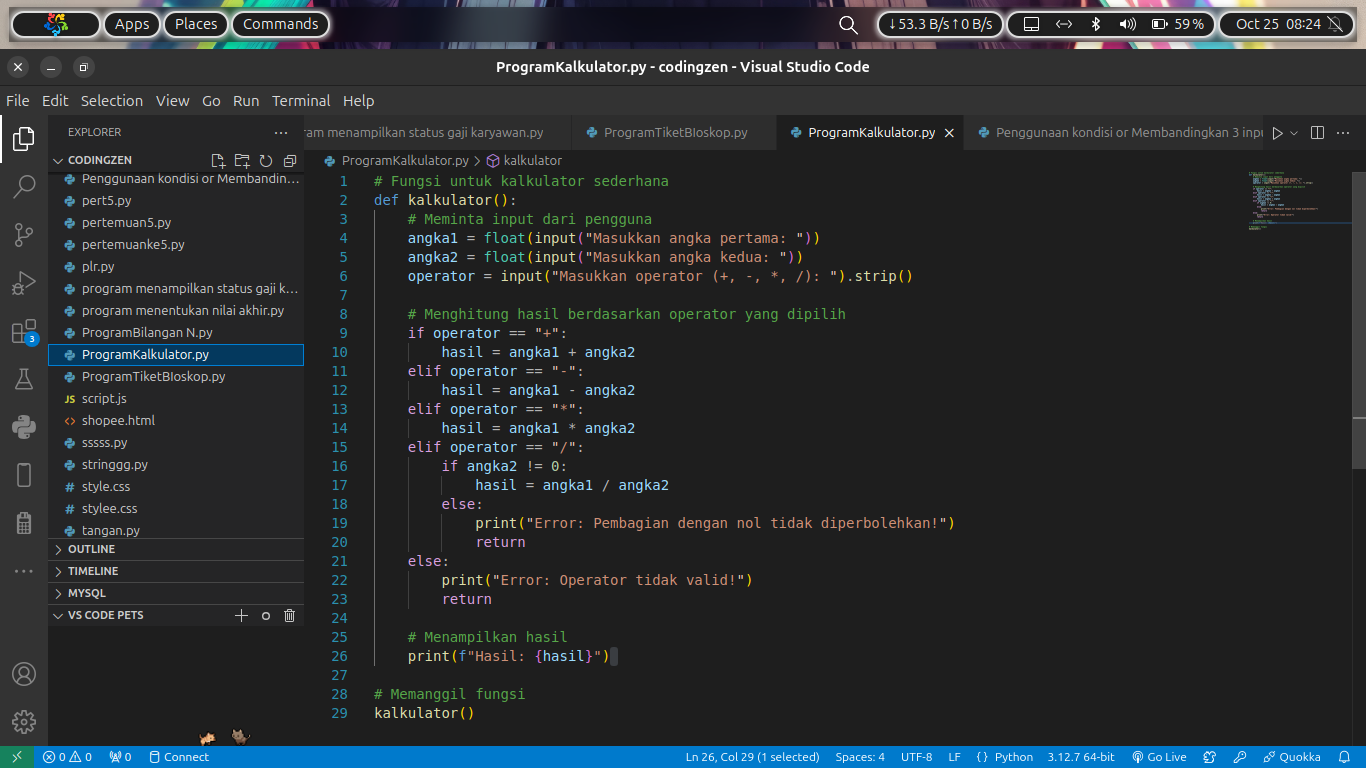 Apps Places Commands ↓53.3 B/s↑0 B/s 59 % Oct 25 08:24
ProgramKalkulator.py - codingzen - Visual Studio Code
File Edit Selection View Go Run Terminal Help
EXPLORER
CODINGZEN
Penggunaan kondisi or Membandin...
pert5.py
pertemuan5.py
pertemuanke5.py
plr.py
program menampilkan status gaji k...
program menentukan nilai akhir.py
ProgramBilangan N.py
ProgramKalkulator.py
ProgramTiketBIoskop.py
JS script.js
<> shopee.html
sssss.py
stringgg.py
# style.css
# stylee.css
tangan.py
OUTLINE
TIMELINE
MYSQL
VS CODE PETS
3
ram menampilkan status gaji karyawan.py ProgramTiketBIoskop.py ProgramKalkulator.py Penggunaan kondisi or Membandingkan 3 inpu
ProgramKalkulator.py > kalkulator
1 # Fungsi untuk kalkulator sederhana
2 def kalkulator():
3     # Meminta input dari pengguna
4     angka1 = float(input("Masukkan angka pertama: "))
5     angka2 = float(input("Masukkan angka kedua: "))
6     operator = input("Masukkan operator (+, -, *, /): ").strip()
7
8     # Menghitung hasil berdasarkan operator yang dipilih
9     if operator == "+":
10         hasil = angka1 + angka2
11     elif operator == "-":
12         hasil = angka1 - angka2
13     elif operator == "*":
14         hasil = angka1 * angka2
15     elif operator == "/":
16         if angka2 != 0:
17             hasil = angka1 / angka2
18         else:
19             print("Error: Pembagian dengan nol tidak diperbolehkan!")
20             return
21     else:
22         print("Error: Operator tidak valid!")
23         return
24
25     # Menampilkan hasil
26     print(f"Hasil: {hasil}")
27
28 # Memanggil fungsi
29 kalkulator()
0 0 0 Connect Ln 26, Col 29 (1 selected) Spaces: 4 UTF-8 LF {} Python 3.12.7 64-bit Go Live Quokka